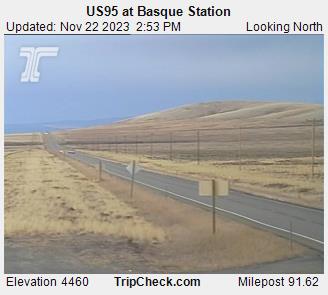 US95 at Basque Station
Updated: Nov 22 2023 2:53 PM Looking North
Elevation 4460 TripCheck.com Milepost 91.62